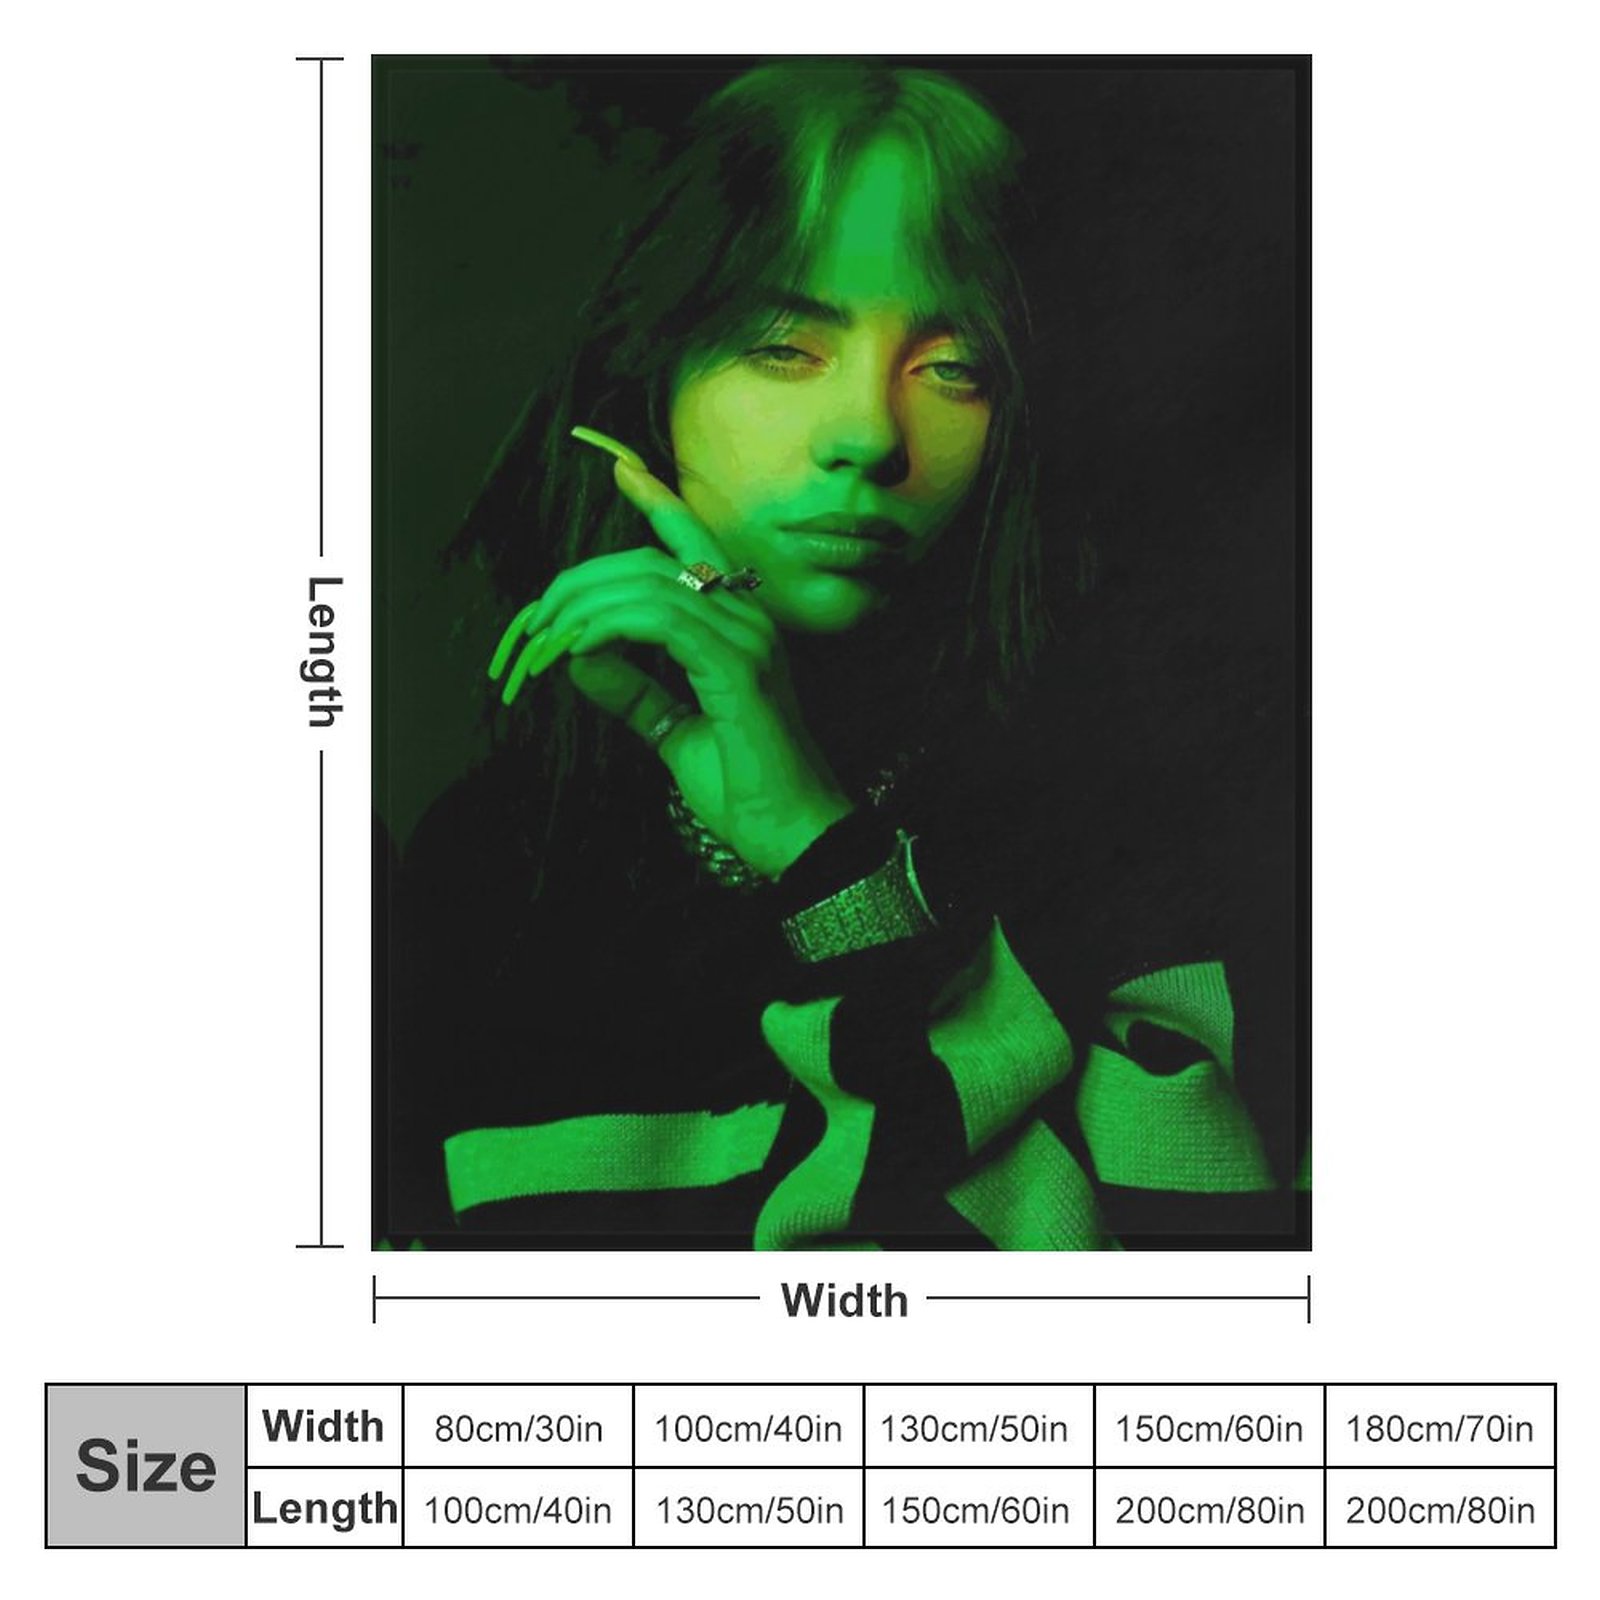 Length
Width
Size
Width 80cm/30in 100cm/40in 130cm/50in 150cm/60in 180cm/70in
Length 100cm/40in 130cm/50in 150cm/60in 200cm/80in 200cm/80in